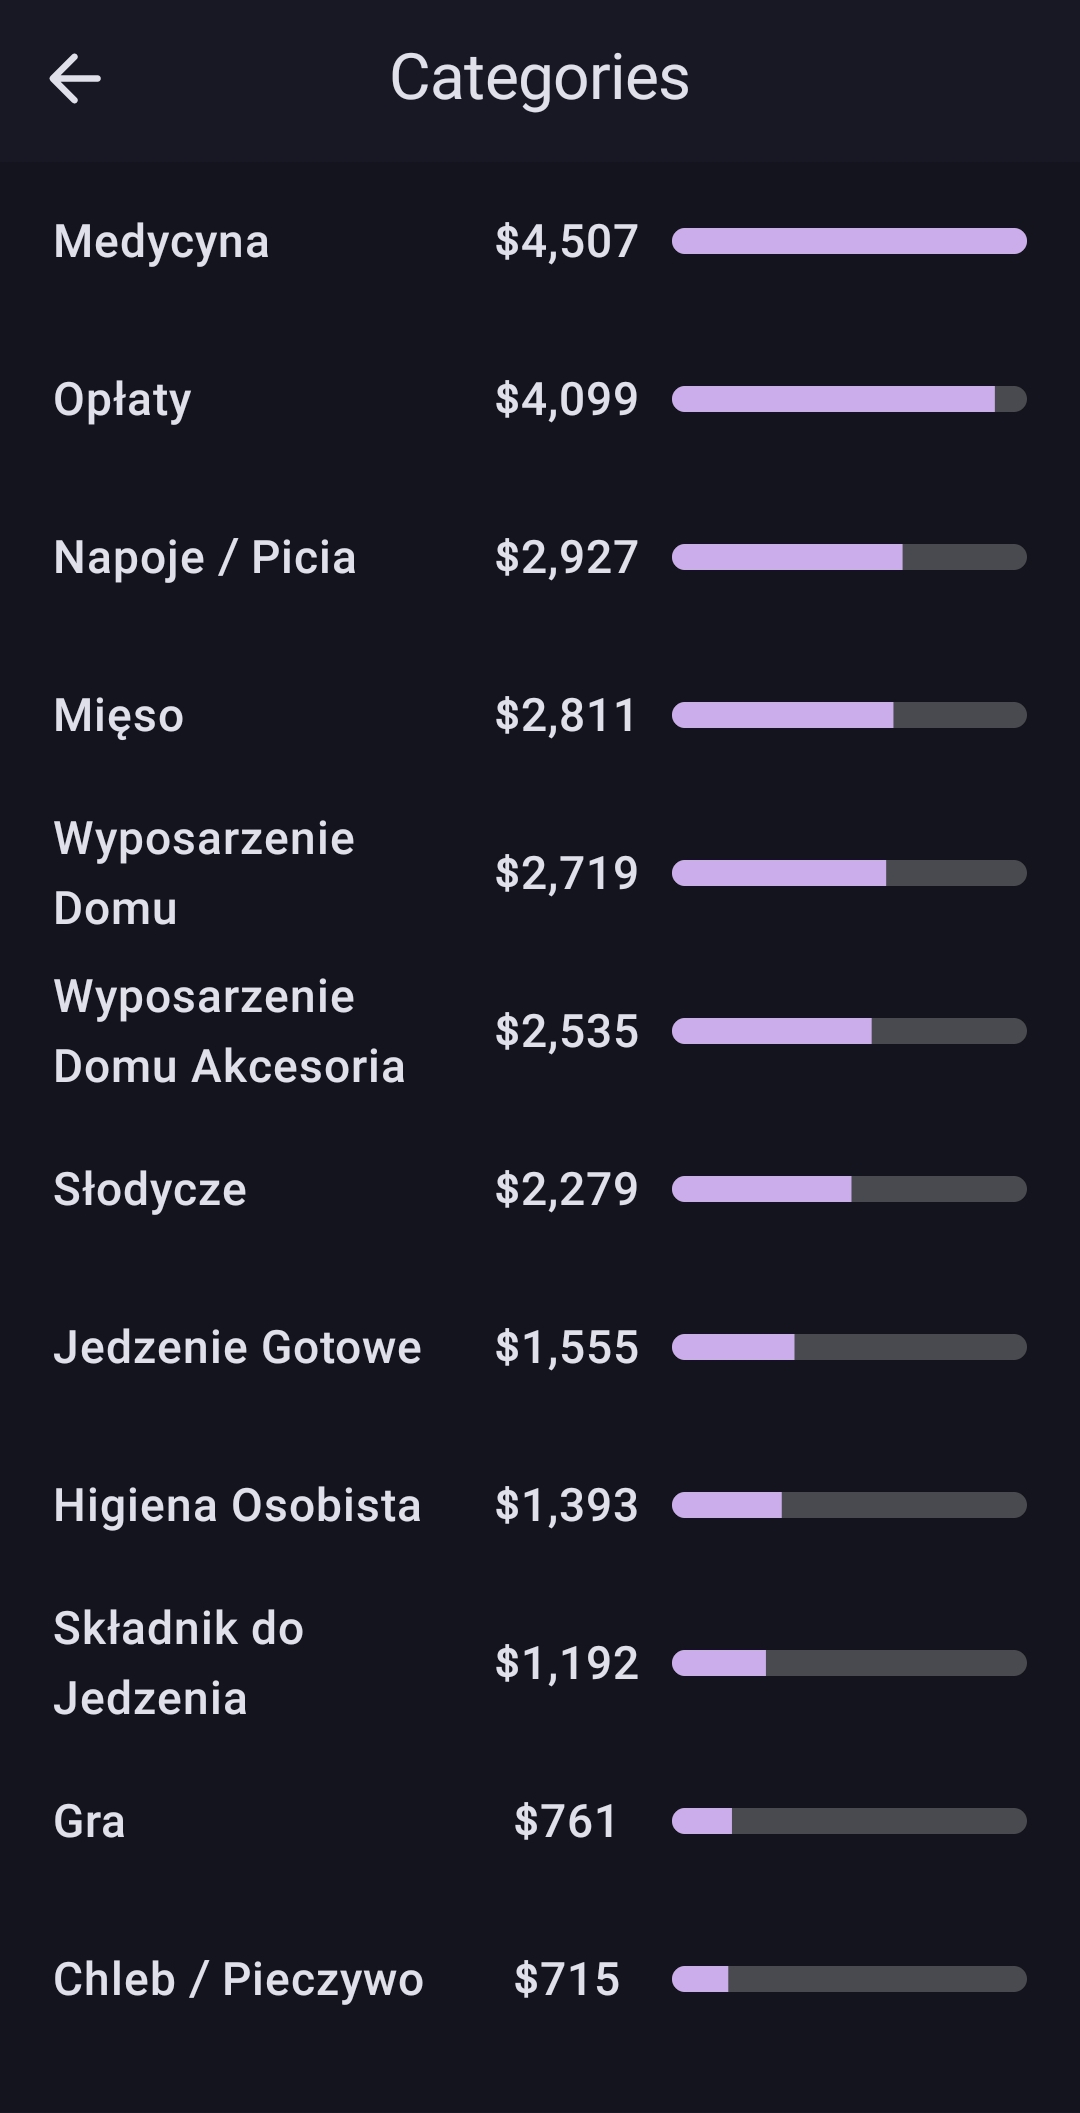 Categories
Medycyna $4,507
Opłaty $4,099
Napoje / Picia $2,927
Mięso $2,811
Wyposarzenie
Domu $2,719
Wyposarzenie
Domu Akcesoria $2,535
Słodycze $2,279
Jedzenie Gotowe $1,555
Higiena Osobista $1,393
Składnik do
Jedzenia $1,192
Gra $761
Chleb / Pieczywo $715